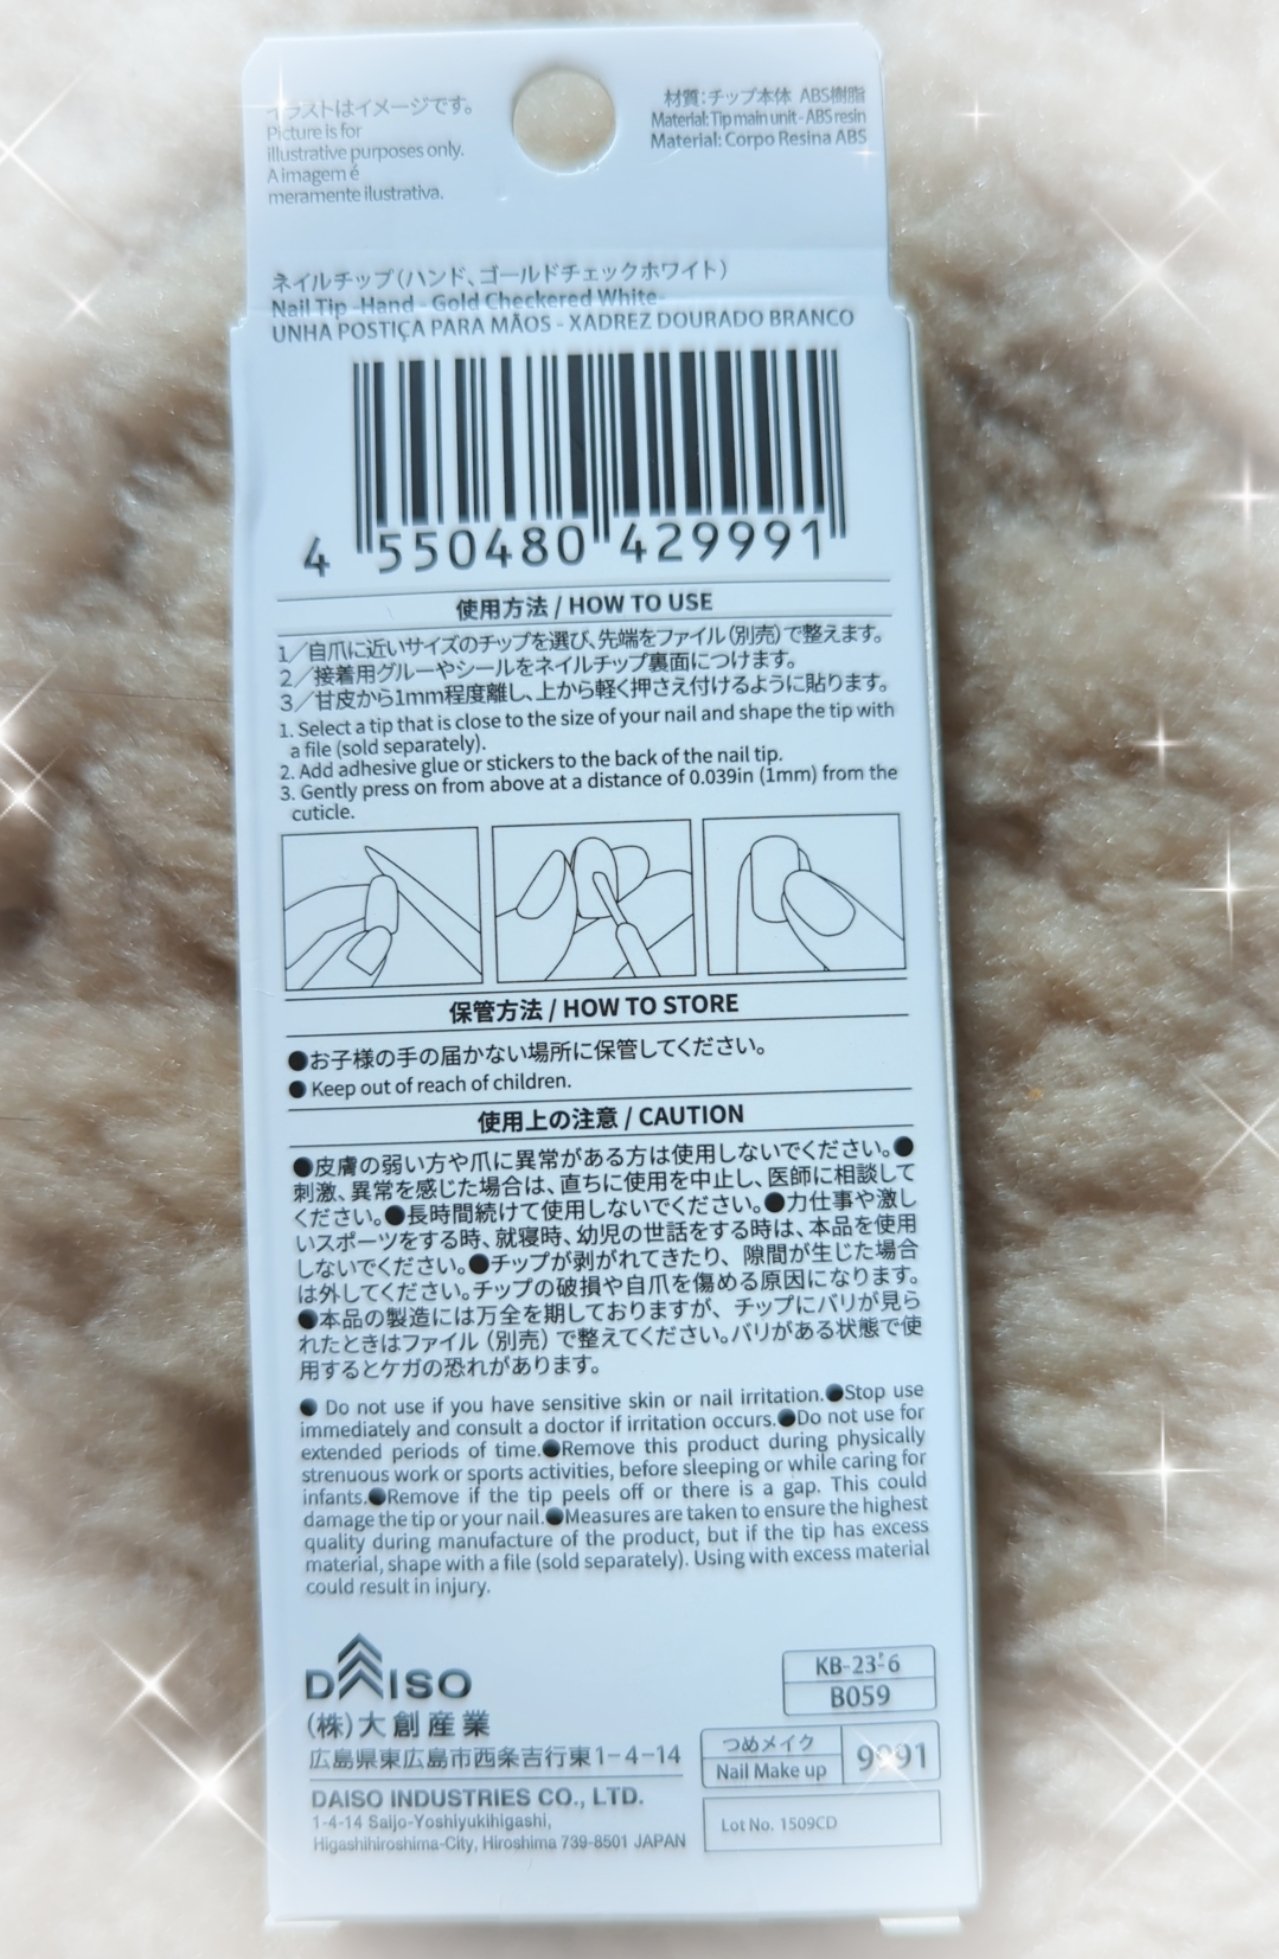 イラストはイメージです。
Picture is for
illustrative purposes only.
A imagem é
meramente ilustrativa.
材質:チップ本体 ABS樹脂
Material: Tip main unit - ABS resin
Material: Corpo Resina ABS
ネイルチップ(ハンド、ゴールドチェックホワイト)
Nail Tip -Hand - Gold Checkered White-
UNHA POSTIÇA PARA MÃOS - XADREZ DOURADO BRANCO
4 550480 429991
使用方法 / HOW TO USE
1/自爪に近いサイズのチップを選び、先端をファイル(別売)で整えます。
2/接着用グルーやシールをネイルチップ裏面につけます。
3/甘皮から1mm程度離し、上から軽く押さえ付けるように貼ります。
1. Select a tip that is close to the size of your nail and shape the tip with
a file (sold separately).
2. Add adhesive glue or stickers to the back of the nail tip.
3. Gently press on from above at a distance of 0.039in (1mm) from the
cuticle.
保管方法 / HOW TO STORE
●お子様の手の届かない場所に保管してください。
● Keep out of reach of children.
使用上の注意 / CAUTION
●皮膚の弱い方や爪に異常がある方は使用しないでください。●
刺激、異常を感じた場合は、直ちに使用を中止し、医師に相談して
ください。●長時間続けて使用しないでください。●力仕事や激し
いスポーツをする時、就寝時、幼児の世話をする時は、本品を使用
しないでください。●チップが剥がれてきたり、隙間が生じた場合
は外してください。チップの破損や自爪を傷める原因になります。
●本品の製造には万全を期しておりますが、チップにバリが見ら
れたときはファイル(別売)で整えてください。バリがある状態で使
用するとケガの恐れがあります。
● Do not use if you have sensitive skin or nail irritation.●Stop use
immediately and consult a doctor if irritation occurs.●Do not use for
extended periods of time.●Remove this product during physically
strenuous work or sports activities, before sleeping or while caring for
infants.●Remove if the tip peels off or there is a gap. This could
damage the tip or your nail.●Measures are taken to ensure the highest
quality during manufacture of the product, but if the tip has excess
material, shape with a file (sold separately). Using with excess material
could result in injury.
DAISO
(株)大創産業
広島県東広島市西条吉行東1-4-14
DAISO INDUSTRIES CO., LTD.
1-4-14 Saijo-Yoshiyukihigashi,
Higashihiroshima-City, Hiroshima 739-8501 JAPAN
KB-23-6
B059
つめメイク
Nail Make up
9991
Lot No. 1509CD